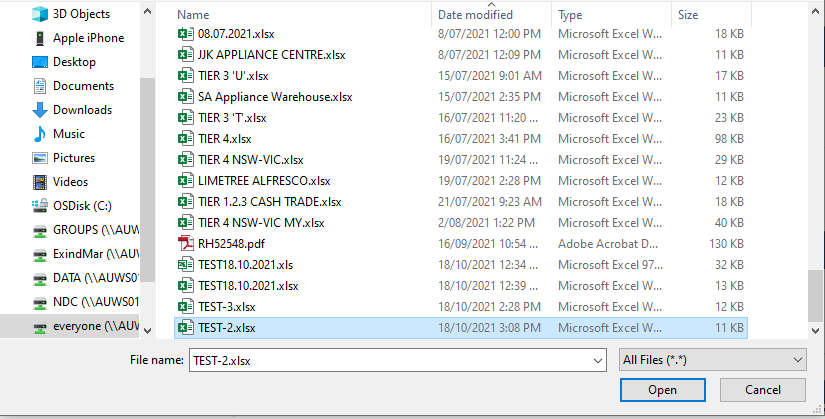 Name Date modified Type Size
3D Objects
Apple iPhone
Desktop
Documents
Downloads
Music
Pictures
Videos
OSDisk (C:)
GROUPS (\\AUWS01
ExindMar (\\AUWS
DATA (\\AUWS01
NDC (\\AUWS01
everyone (\\AUW
08.07.2021.xlsx 8/07/2021 12:00 PM Microsoft Excel W... 18 KB
JJK APPLIANCE CENTRE.xlsx 8/07/2021 12:09 PM Microsoft Excel W... 11 KB
TIER 3 'U'.xlsx 15/07/2021 9:01 AM Microsoft Excel W... 17 KB
SA Appliance Warehouse.xlsx 15/07/2021 2:35 PM Microsoft Excel W... 11 KB
TIER 3 'T'.xlsx 16/07/2021 11:20 ... Microsoft Excel W... 23 KB
TIER 4.xlsx 16/07/2021 3:41 PM Microsoft Excel W... 98 KB
TIER 4 NSW-VIC.xlsx 19/07/2021 11:24 ... Microsoft Excel W... 29 KB
LIMETREE ALFRESCO.xlsx 19/07/2021 2:28 PM Microsoft Excel W... 12 KB
TIER 1.2.3 CASH TRADE.xlsx 21/07/2021 9:23 AM Microsoft Excel W... 18 KB
TIER 4 NSW-VIC MY.xlsx 2/08/2021 1:22 PM Microsoft Excel W... 40 KB
RH52548.pdf 16/09/2021 10:54 ... Adobe Acrobat D... 130 KB
TEST18.10.2021.xls 18/10/2021 12:34 ... Microsoft Excel 97... 32 KB
TEST18.10.2021.xlsx 18/10/2021 12:39 ... Microsoft Excel W... 13 KB
TEST-3.xlsx 18/10/2021 2:28 PM Microsoft Excel W... 12 KB
TEST-2.xlsx 18/10/2021 3:08 PM Microsoft Excel W... 11 KB
File name: TEST-2.xlsx All Files (*.*)
Open Cancel